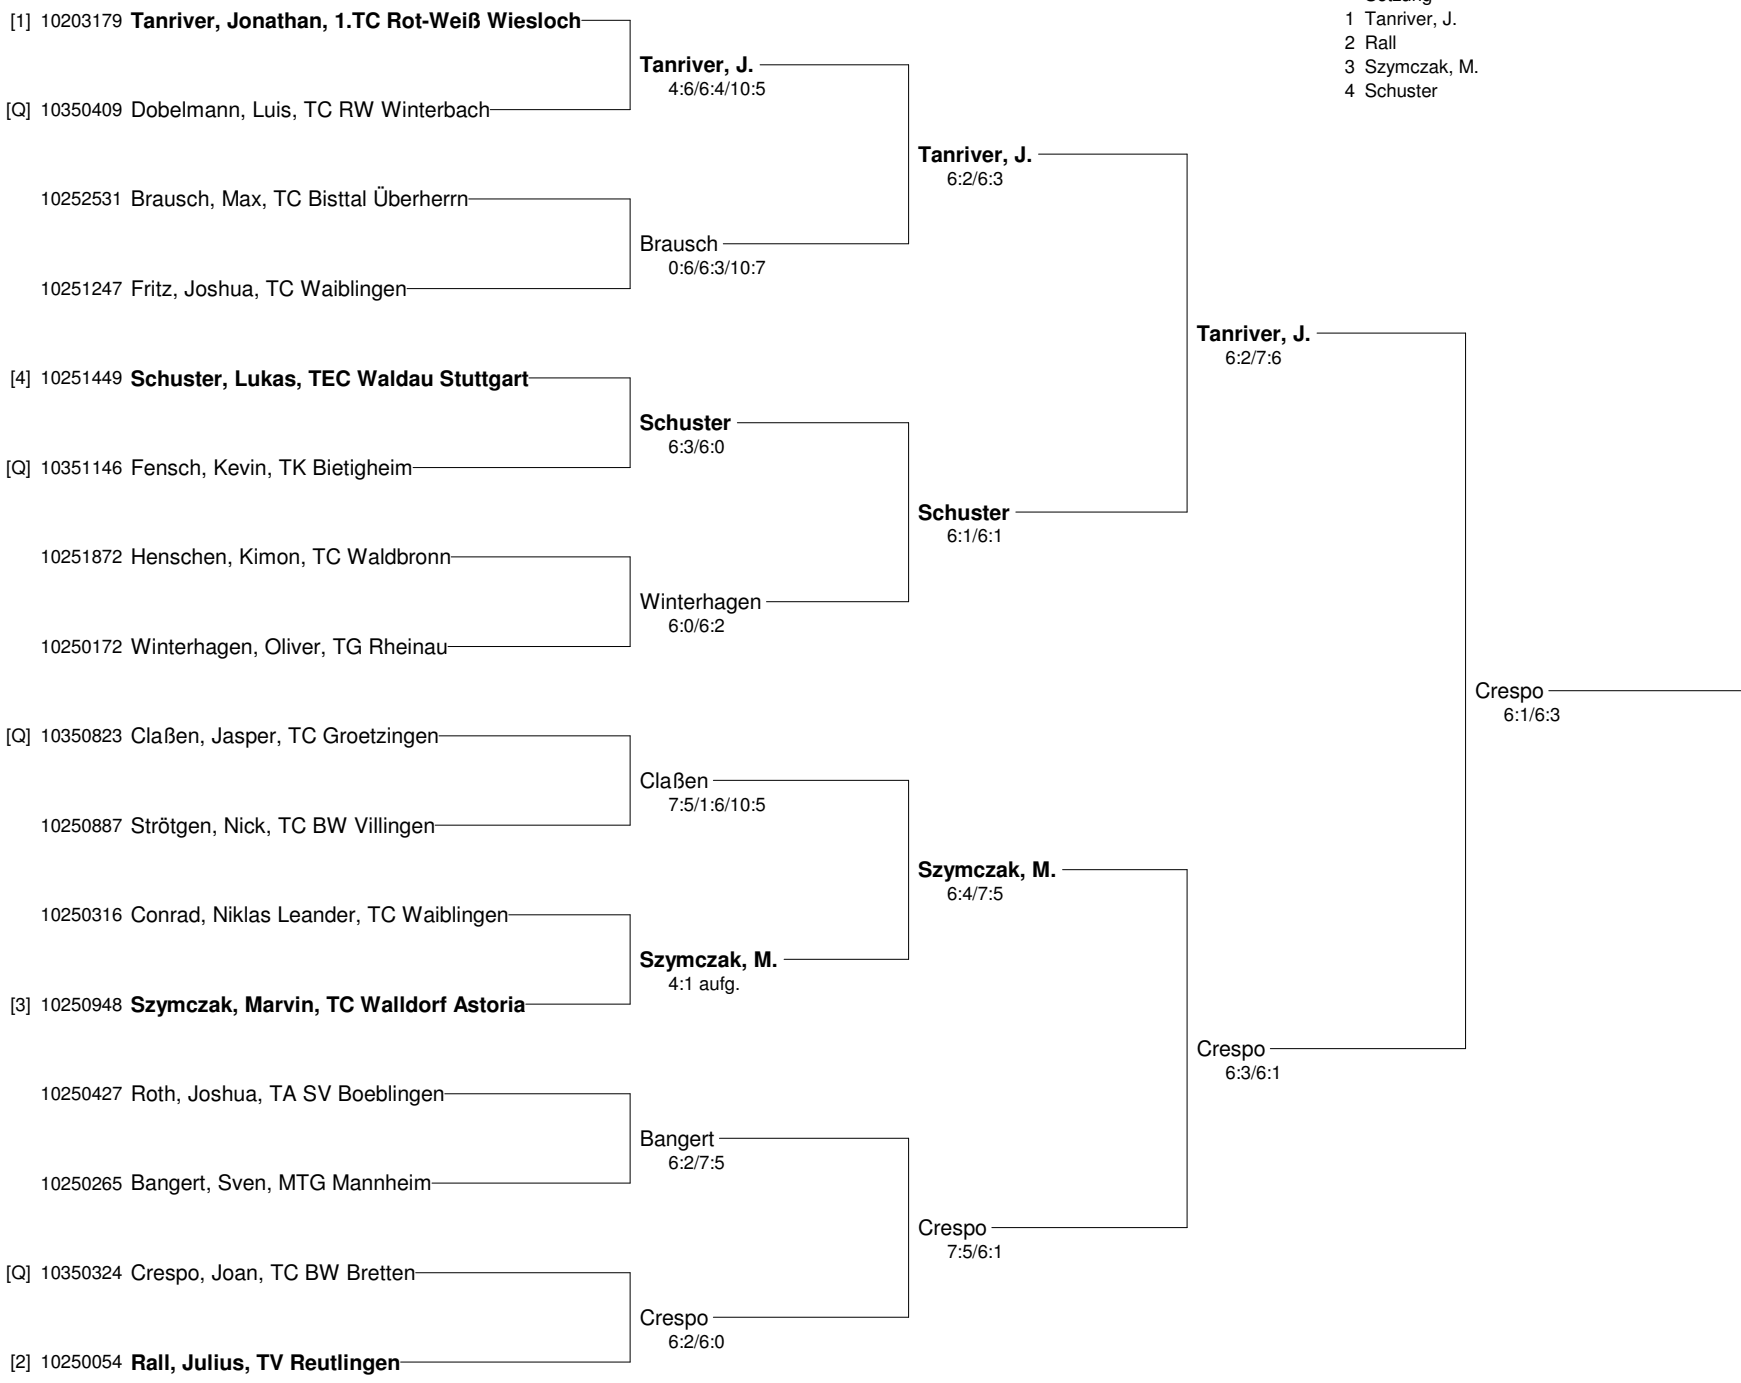 Setzung
1 Tanriver, J.
2 Rall
3 Szymczak, M.
4 Schuster
[1] 10203179 Tanriver, Jonathan, 1.TC Rot-Weiß Wiesloch
Tanriver, J.
4:6/6:4/10:5
[Q] 10350409 Dobelmann, Luis, TC RW Winterbach
Tanriver, J.
6:2/6:3
10252531 Brausch, Max, TC Bisttal Überherrn
Brausch
0:6/6:3/10:7
10251247 Fritz, Joshua, TC Waiblingen
Tanriver, J.
6:2/7:6
[4] 10251449 Schuster, Lukas, TEC Waldau Stuttgart
Schuster
6:3/6:0
[Q] 10351146 Fensch, Kevin, TK Bietigheim
Schuster
6:1/6:1
10251872 Henschen, Kimon, TC Waldbronn
Winterhagen
6:0/6:2
10250172 Winterhagen, Oliver, TG Rheinau
Crespo
6:1/6:3
[Q] 10350823 Claßen, Jasper, TC Groetzingen
Claßen
7:5/1:6/10:5
10250887 Strötgen, Nick, TC BW Villingen
Szymczak, M.
6:4/7:5
10250316 Conrad, Niklas Leander, TC Waiblingen
Szymczak, M.
4:1 aufg.
[3] 10250948 Szymczak, Marvin, TC Walldorf Astoria
Crespo
6:3/6:1
10250427 Roth, Joshua, TA SV Boeblingen
Bangert
6:2/7:5
10250265 Bangert, Sven, MTG Mannheim
Crespo
7:5/6:1
[Q] 10350324 Crespo, Joan, TC BW Bretten
Crespo
6:2/6:0
[2] 10250054 Rall, Julius, TV Reutlingen